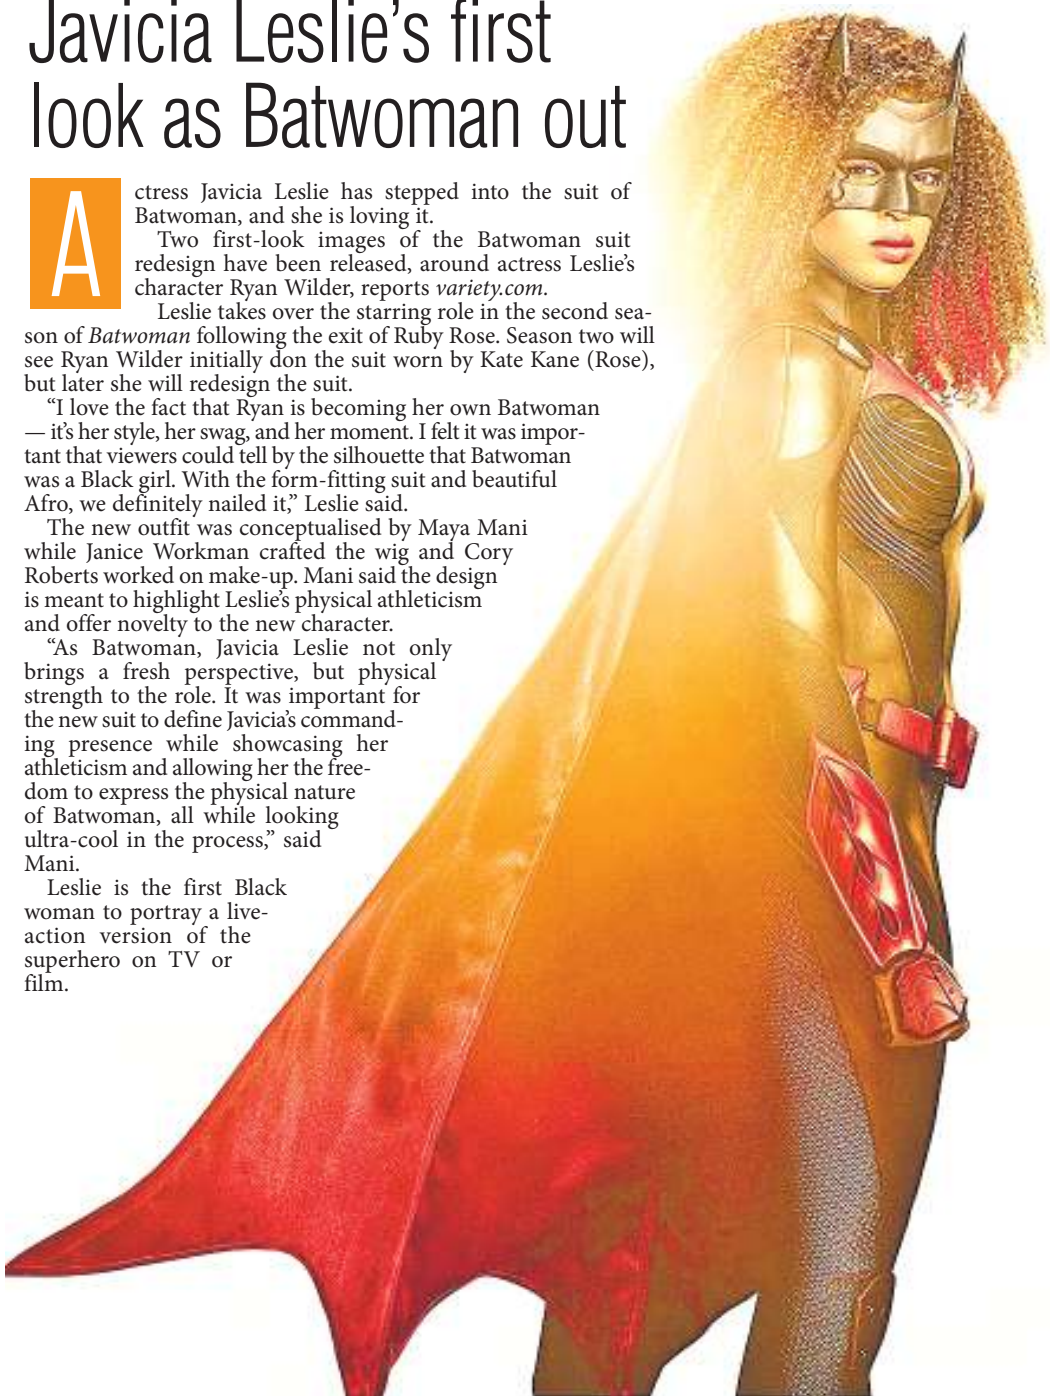 Javicia Leslie's first
look as Batwoman out
Actress Javicia Leslie has stepped into the suit of
Batwoman, and she is loving it.
Two first-look images of the Batwoman suit
redesign have been released, around actress Leslie's
character Ryan Wilder, reports variety.com.
Leslie takes over the starring role in the second sea-
son of Batwoman following the exit of Ruby Rose. Season two will
see Ryan Wilder initially don the suit worn by Kate Kane (Rose),
but later she will redesign the suit.
“I love the fact that Ryan is becoming her own Batwoman
— it's her style, her swag, and her moment. I felt it was impor-
tant that viewers could tell by the silhouette that Batwoman
was a Black girl. With the form-fitting suit and beautiful
Afro, we definitely nailed it,” Leslie said.
The new outfit was conceptualised by Maya Mani
while Janice Workman crafted the wig and Cory
Roberts worked on make-up. Mani said the design
is meant to highlight Leslie's physical athleticism
and offer novelty to the new character.
“As Batwoman, Javicia Leslie not only
brings a fresh perspective, but physical
strength to the role. It was important for
the new suit to define Javicia's command-
ing presence while showcasing her
athleticism and allowing her the free-
dom to express the physical nature
of Batwoman, all while looking
ultra-cool in the process,” said
Mani.
Leslie is the first Black
woman to portray a live-
action version of the
superhero on TV or
film.